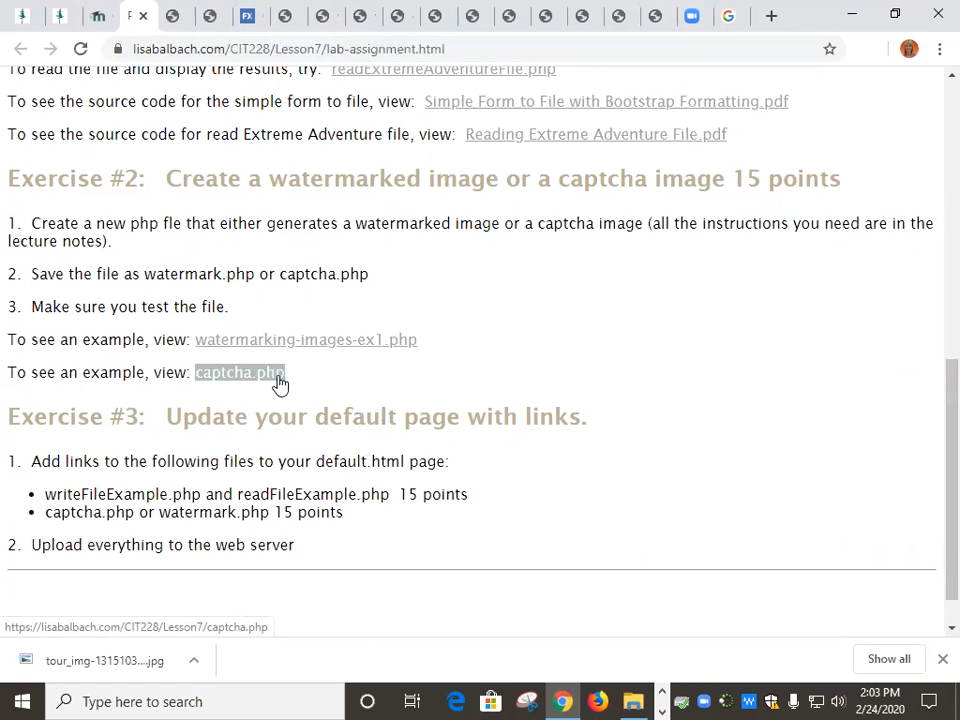 F
FX
G
lisabalbach.com/CIT228/Lesson7/lab-assignment.html
To read the file and display the results, try: readExtremeAdventureFile.php
To see the source code for the simple form to file, view: Simple Form to File with Bootstrap Formatting.pdf
To see the source code for read Extreme Adventure file, view: Reading Extreme Adventure File.pdf
Exercise #2: Create a watermarked image or a captcha image 15 points
1. Create a new php fle that either generates a watermarked image or a captcha image (all the instructions you need are in the
lecture notes).
2. Save the file as watermark.php or captcha.php
3. Make sure you test the file.
To see an example, view: watermarking-images-ex1.php
To see an example, view: captcha.php
Exercise #3: Update your default page with links.
1. Add links to the following files to your default.html page:
• writeFileExample.php and readFileExample.php 15 points
• captcha.php or watermark.php 15 points
2. Upload everything to the web server
https://lisabalbach.com/CIT228/Lesson7/captcha.php
tour_img-1315103....jpg
Show all
Type here to search
2:03 PM
2/24/2020